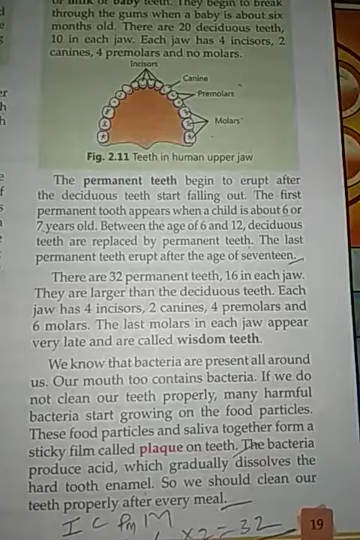 or milk or baby teeth. They begin to break
through the gums when a baby is about six
months old. There are 20 deciduous teeth,
10 in each jaw. Each jaw has 4 incisors, 2
canines, 4 premolars and no molars.
Incisors
Canine
Premolars
Molars
Fig. 2.11 Teeth in human upper jaw
The permanent teeth begin to erupt after
the deciduous teeth start falling out. The first
permanent tooth appears when a child is about 6 or
7 years old. Between the age of 6 and 12, deciduous
teeth are replaced by permanent teeth. The last
permanent teeth erupt after the age of seventeen.
There are 32 permanent teeth, 16 in each jaw.
They are larger than the deciduous teeth. Each
jaw has 4 incisors, 2 canines, 4 premolars and
6 molars. The last molars in each jaw appear
very late and are called wisdom teeth.
We know that bacteria are present all around
us. Our mouth too contains bacteria. If we do
not clean our teeth properly, many harmful
bacteria start growing on the food particles.
These food particles and saliva together form a
sticky film called plaque on teeth. The bacteria
produce acid, which gradually dissolves the
hard tooth enamel. So we should clean our
teeth properly after every meal.
19
I C Pm M
x2=32